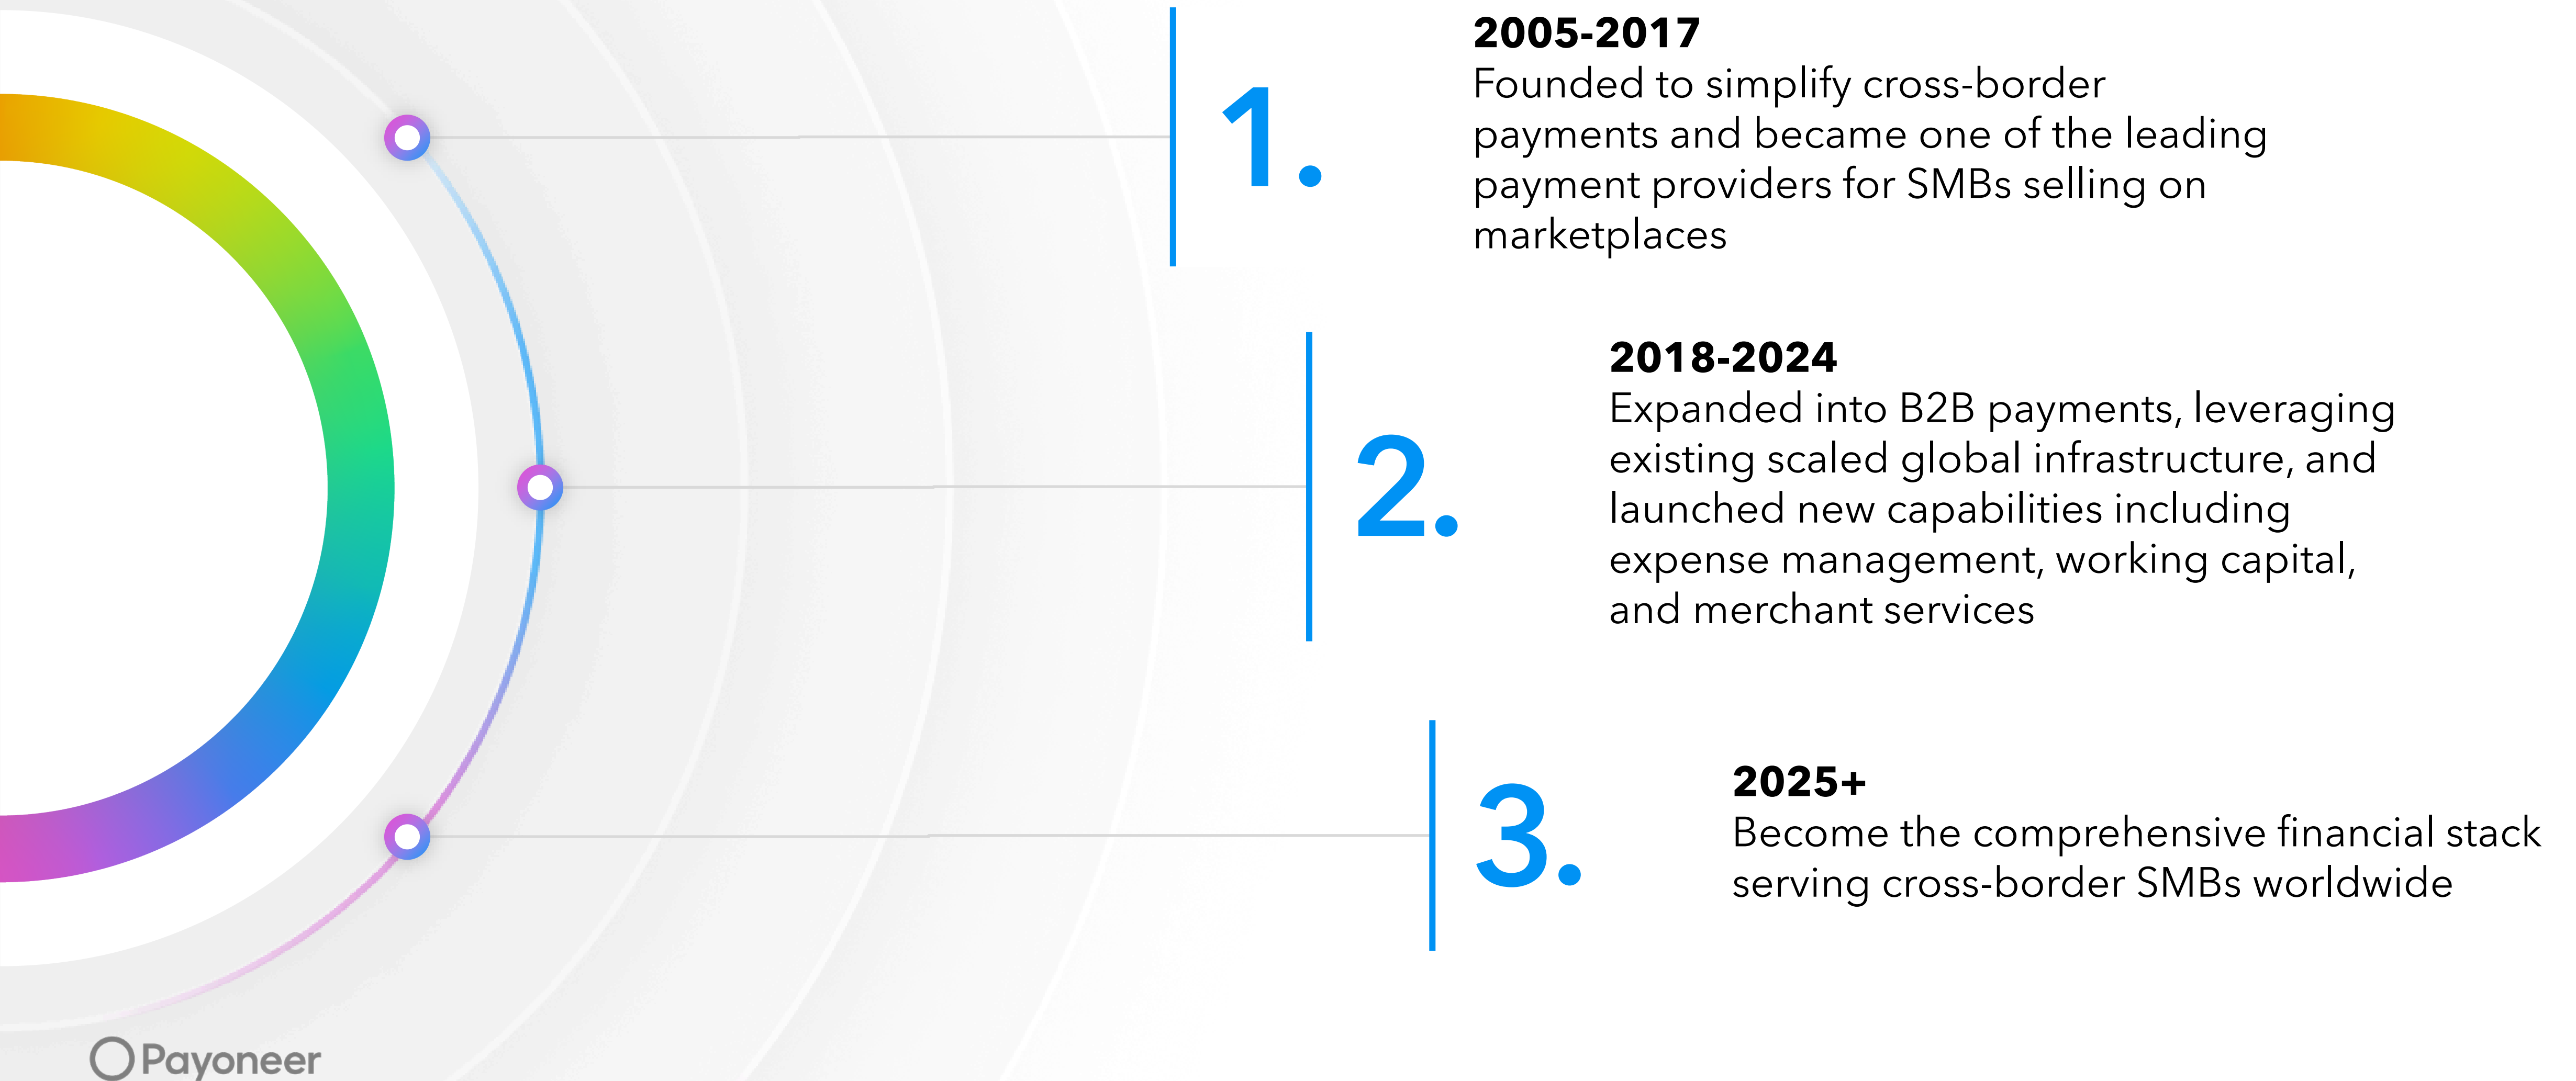 1.
2005-2017
Founded to simplify cross-border
payments and became one of the leading
payment providers for SMBs selling on
marketplaces
2.
2018-2024
Expanded into B2B payments, leveraging
existing scaled global infrastructure, and
launched new capabilities including
expense management, working capital,
and merchant services
3.
2025+
Become the comprehensive financial stack
serving cross-border SMBs worldwide
Payoneer